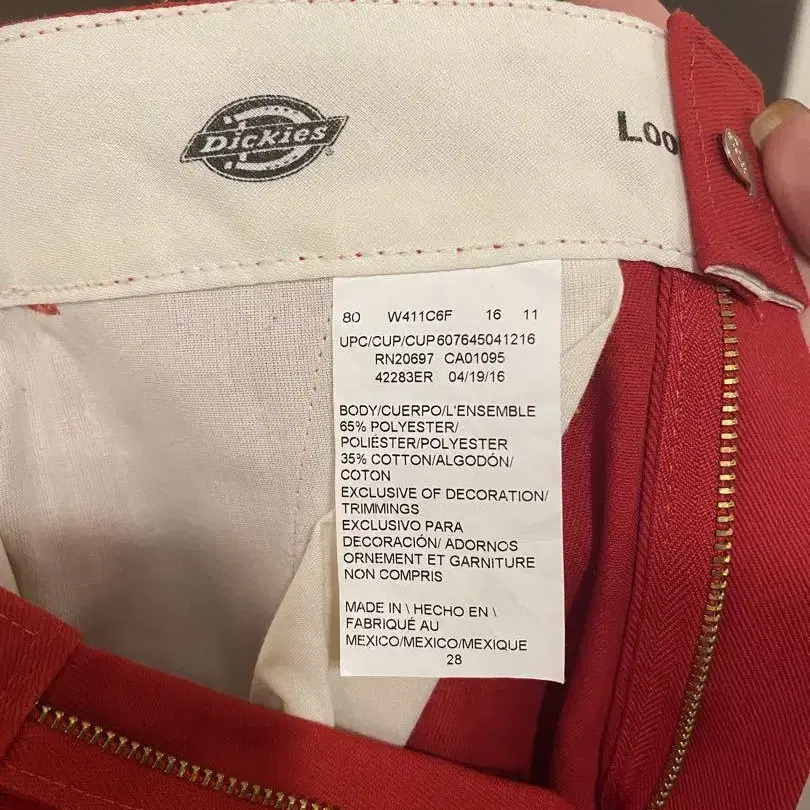 Dickies
Loo
80 W411C6F 16 11
UPC/CUP/CUP607645041216
RN20697 CA01095
42283ER 04/19/16
BODY/CUERPO/L'ENSEMBLE
65% POLYESTER/
POLIÉSTER/POLYESTER
35% COTTON/ALGODÓN/
COTON
EXCLUSIVE OF DECORATION/
TRIMMINGS
EXCLUSIVO PARA
DECORACIÓN/ ADORNOS
ORNEMENT ET GARNITURE
NON COMPRIS
MADE IN \ HECHO EN \
FABRIQUÉ AU
MEXICO/MEXICO/MEXIQUE
28